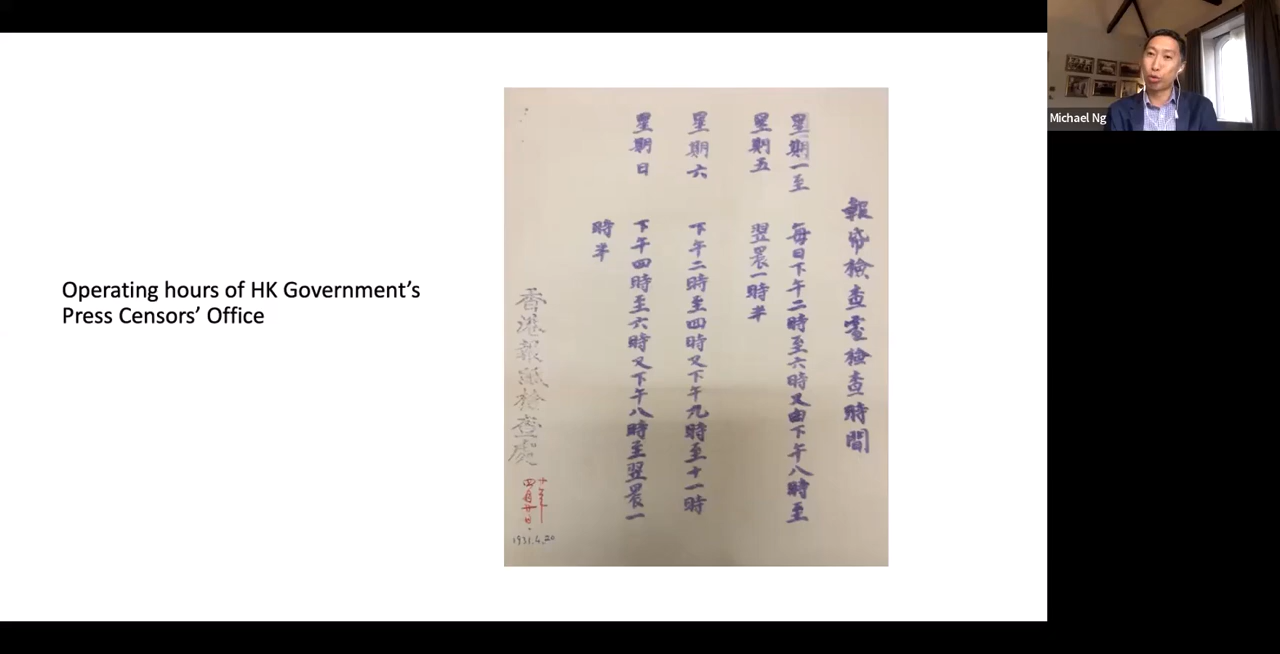 Operating hours of HK Government’s
Press Censors’ Office
報帋檢查處檢查時間
星期一至 每日下午二時至六時又由下午八時至
星期五 翌晨一時半
星期六 下午二時至四時又下午九時至十一時
星期日 下午四時至六時又下午八時至翌晨一
時半
香港報紙檢查處
四月廿日
1931.4.20
Michael Ng